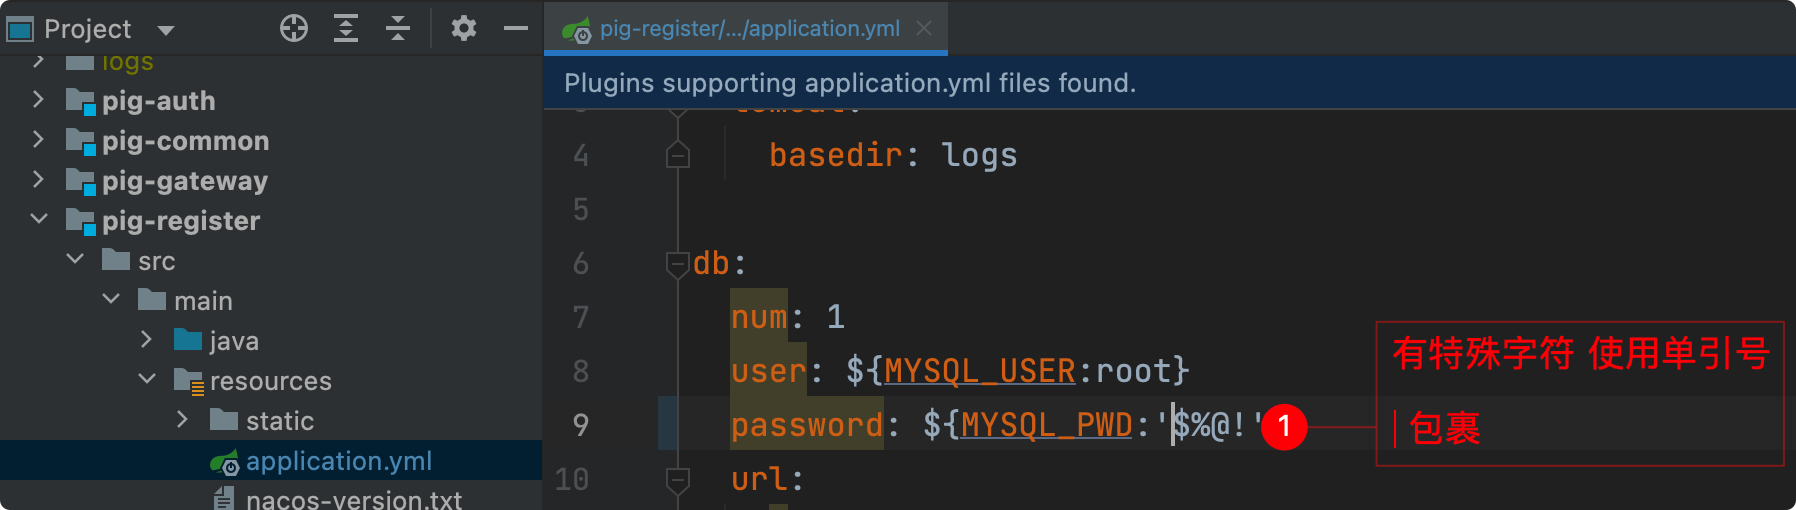 Project
logs
pig-auth
pig-common
pig-gateway
pig-register
src
main
java
resources
static
application.yml
nacos-version.txt
pig-register/.../application.yml
Plugins supporting application.yml files found.
4 basedir: logs
5
6 db:
7 num: 1
8 user: ${MYSQL_USER:root}
9 password: ${MYSQL_PWD:'$%@!'
10 url:
1
有特殊字符 使用单引号
包裹